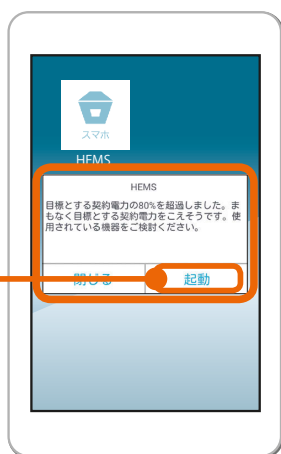 スマホ
HEMS
HEMS
目標とする契約電力の80%を超過しました。ま
もなく目標とする契約電力をこえそうです。使
用されている機器をご検討ください。
閉じる
起動